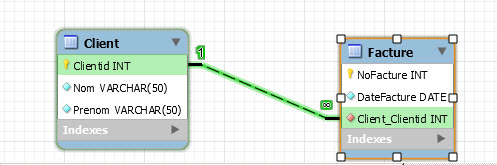 Client
Clientid INT
Nom VARCHAR(50)
Prenom VARCHAR(50)
Indexes
1
∞
Facture
NoFacture INT
DateFacture DATE
Client_Clientid INT
Indexes